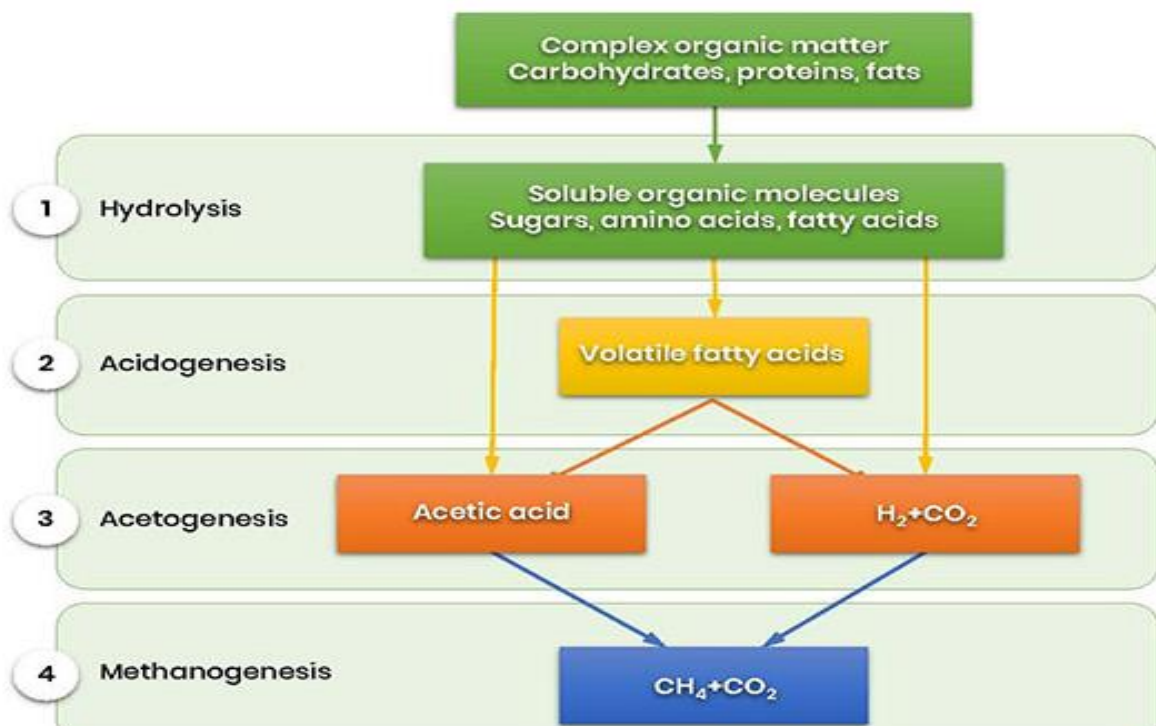 Complex organic matter
Carbohydrates, proteins, fats
1 Hydrolysis
Soluble organic molecules
Sugars, amino acids, fatty acids
2 Acidogenesis
Volatile fatty acids
3 Acetogenesis
Acetic acid
H₂+CO₂
4 Methanogenesis
CH₄+CO₂